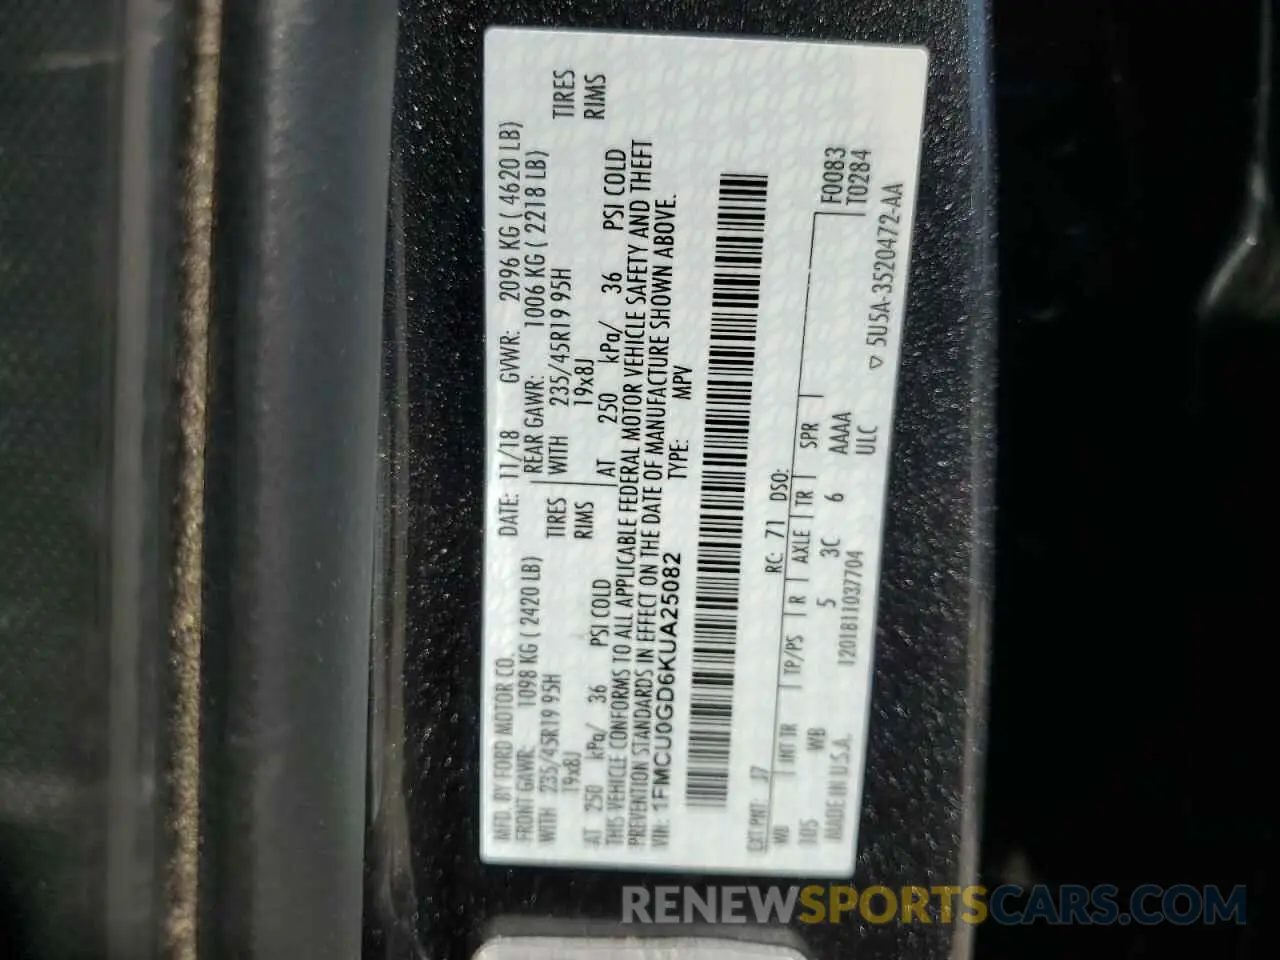 MFD. BY FORD MOTOR CO. DATE: 11/18 GVWR: 2096 KG ( 4620 LB)
FRONT GAWR: 1098 KG ( 2420 LB) REAR GAWR: 1006 KG ( 2218 LB)
WITH 235/45R19 95H TIRES WITH 235/45R19 95H TIRES
19x8J RIMS 19x8J RIMS
AT 250 kPa/ 36 PSI COLD AT 250 kPa/ 36 PSI COLD
THIS VEHICLE CONFORMS TO ALL APPLICABLE FEDERAL MOTOR VEHICLE SAFETY AND THEFT
PREVENTION STANDARDS IN EFFECT ON THE DATE OF MANUFACTURE SHOWN ABOVE.
VIN: 1FMCU0GD6KUA25082 TYPE: MPV
EXT PNT: J7 RC: 71 DSO:
WB INT TR TP/PS R AXLE TR SPR F0083
WB 5 3C 6 AAAA T0284
MADE IN U.S.A. 120181103770​4 ULC
▽ 5U5A-3520472-AA
RENEWSPORTSCARS.COM